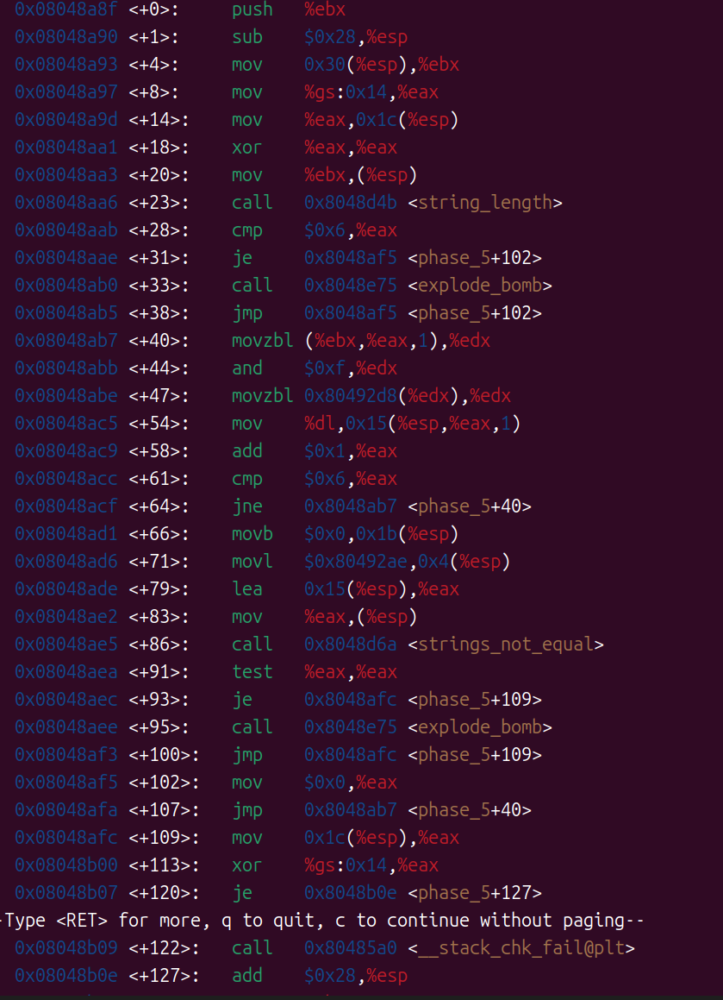 0x08048a8f <+0>: push %ebx
0x08048a90 <+1>: sub $0x28,%esp
0x08048a93 <+4>: mov 0x30(%esp),%ebx
0x08048a97 <+8>: mov %gs:0x14,%eax
0x08048a9d <+14>: mov %eax,0x1c(%esp)
0x08048aa1 <+18>: xor %eax,%eax
0x08048aa3 <+20>: mov %ebx,(%esp)
0x08048aa6 <+23>: call 0x8048d4b <string_length>
0x08048aab <+28>: cmp $0x6,%eax
0x08048aae <+31>: je 0x8048af5 <phase_5+102>
0x08048ab0 <+33>: call 0x8048e75 <explode_bomb>
0x08048ab5 <+38>: jmp 0x8048af5 <phase_5+102>
0x08048ab7 <+40>: movzbl (%ebx,%eax,1),%edx
0x08048abb <+44>: and $0xf,%edx
0x08048abe <+47>: movzbl 0x80492d8(%edx),%edx
0x08048ac5 <+54>: mov %dl,0x15(%esp,%eax,1)
0x08048ac9 <+58>: add $0x1,%eax
0x08048acc <+61>: cmp $0x6,%eax
0x08048acf <+64>: jne 0x8048ab7 <phase_5+40>
0x08048ad1 <+66>: movb $0x0,0x1b(%esp)
0x08048ad6 <+71>: movl $0x80492ae,0x4(%esp)
0x08048ade <+79>: lea 0x15(%esp),%eax
0x08048ae2 <+83>: mov %eax,(%esp)
0x08048ae5 <+86>: call 0x8048d6a <strings_not_equal>
0x08048aea <+91>: test %eax,%eax
0x08048aec <+93>: je 0x8048afc <phase_5+109>
0x08048aee <+95>: call 0x8048e75 <explode_bomb>
0x08048af3 <+100>: jmp 0x8048afc <phase_5+109>
0x08048af5 <+102>: mov $0x0,%eax
0x08048afa <+107>: jmp 0x8048ab7 <phase_5+40>
0x08048afc <+109>: mov 0x1c(%esp),%eax
0x08048b00 <+113>: xor %gs:0x14,%eax
0x08048b07 <+120>: je 0x8048b0e <phase_5+127>
-Type <RET> for more, q to quit, c to continue without paging--
0x08048b09 <+122>: call 0x80485a0 <__stack_chk_fail@plt>
0x08048b0e <+127>: add $0x28,%esp